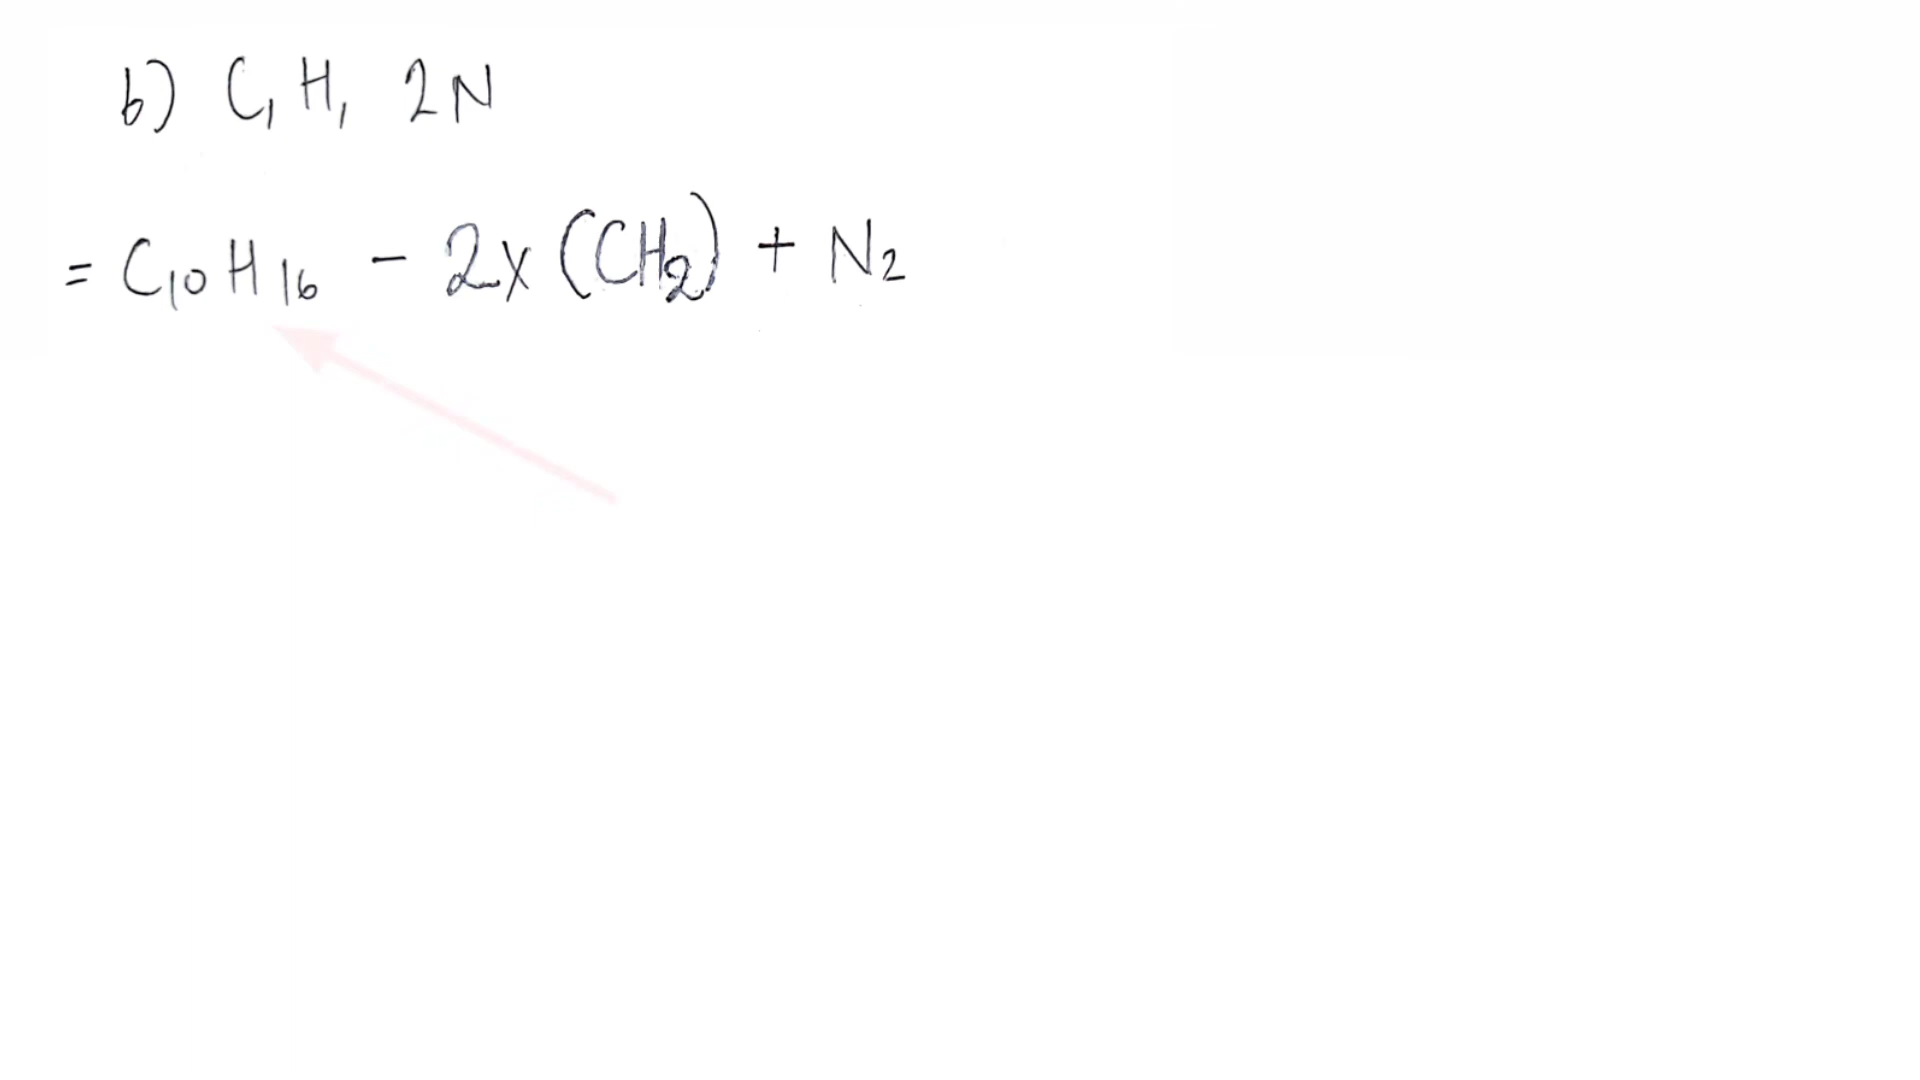 b) C, H, 2N
= C₁₀H₁₆ - 2x (CH₂) + N₂